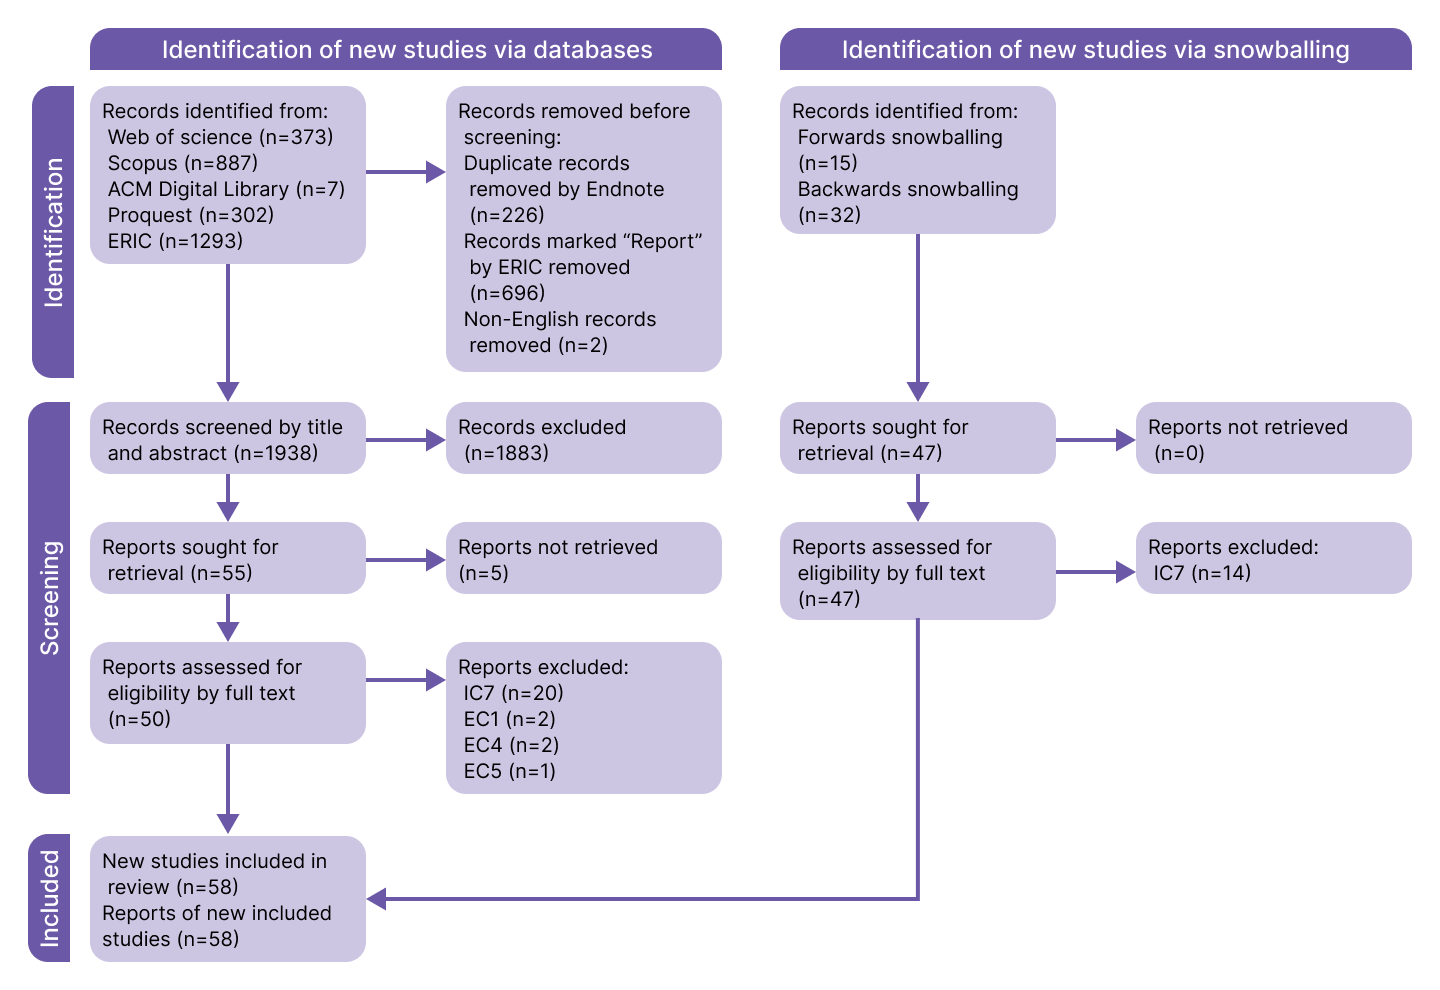 Identification of new studies via databases
Identification of new studies via snowballing
Identification
Records identified from:
Web of science (n=373)
Scopus (n=887)
ACM Digital Library (n=7)
Proquest (n=302)
ERIC (n=1293)
Records removed before
screening:
Duplicate records
removed by Endnote
(n=226)
Records marked “Report”
by ERIC removed
(n=696)
Non-English records
removed (n=2)
Records identified from:
Forwards snowballing
(n=15)
Backwards snowballing
(n=32)
Screening
Records screened by title
and abstract (n=1938)
Records excluded
(n=1883)
Reports sought for
retrieval (n=47)
Reports not retrieved
(n=0)
Reports sought for
retrieval (n=55)
Reports not retrieved
(n=5)
Reports assessed for
eligibility by full text
(n=47)
Reports excluded:
IC7 (n=14)
Reports assessed for
eligibility by full text
(n=50)
Reports excluded:
IC7 (n=20)
EC1 (n=2)
EC4 (n=2)
EC5 (n=1)
Included
New studies included in
review (n=58)
Reports of new included
studies (n=58)